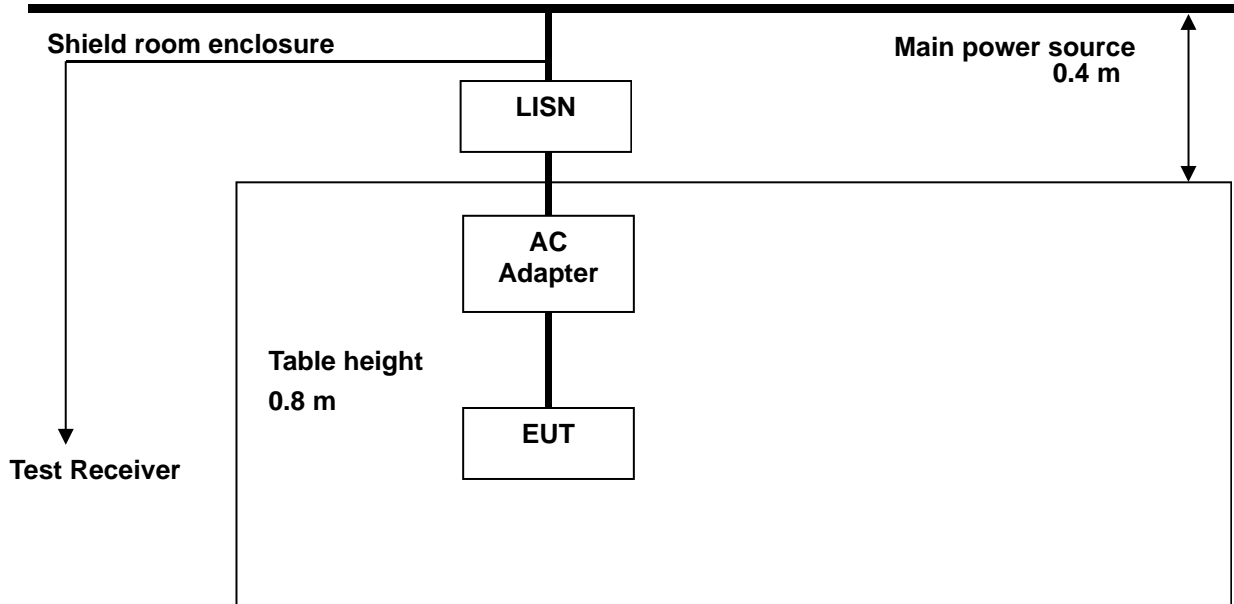 Shield room enclosure
Main power source
0.4 m
LISN
AC
Adapter
Table height
0.8 m
EUT
Test Receiver